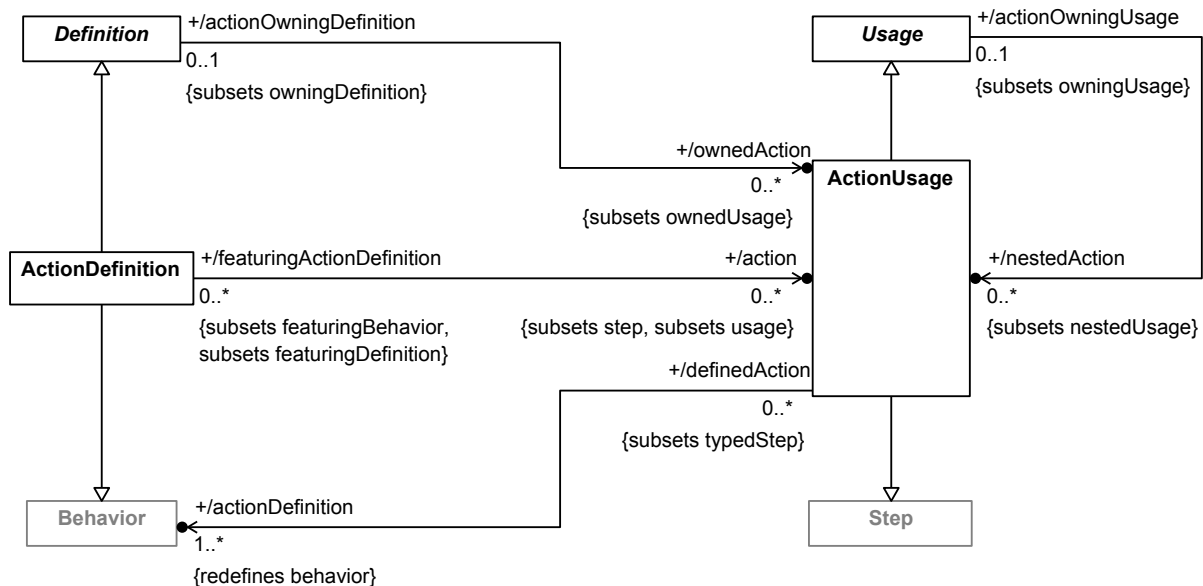 +/actionOwningDefinition
+/actionOwningUsage
Definition
Usage
0..1
0..1
{subsets owningDefinition}
{subsets owningUsage}
+/ownedAction
ActionUsage
0..*
{subsets ownedUsage}
ActionDefinition
+/featuringActionDefinition
+/action
+/nestedAction
0..*
0..*
0..*
{subsets featuringBehavior,
subsets featuringDefinition}
{subsets step, subsets usage}
{subsets nestedUsage}
+/definedAction
0..*
{subsets typedStep}
Behavior
+/actionDefinition
Step
1..*
{redefines behavior}